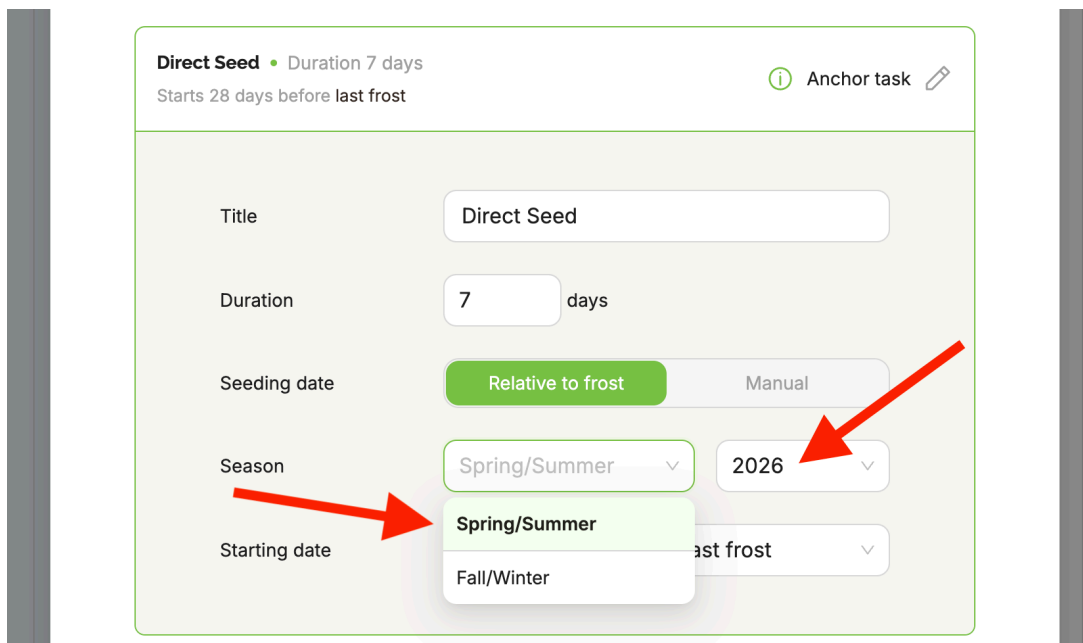 Direct Seed • Duration 7 days
Starts 28 days before last frost
Anchor task
Title
Direct Seed
Duration
7 days
Seeding date
Relative to frost
Manual
Season
Spring/Summer
2026
Spring/Summer
Fall/Winter
Starting date
frost